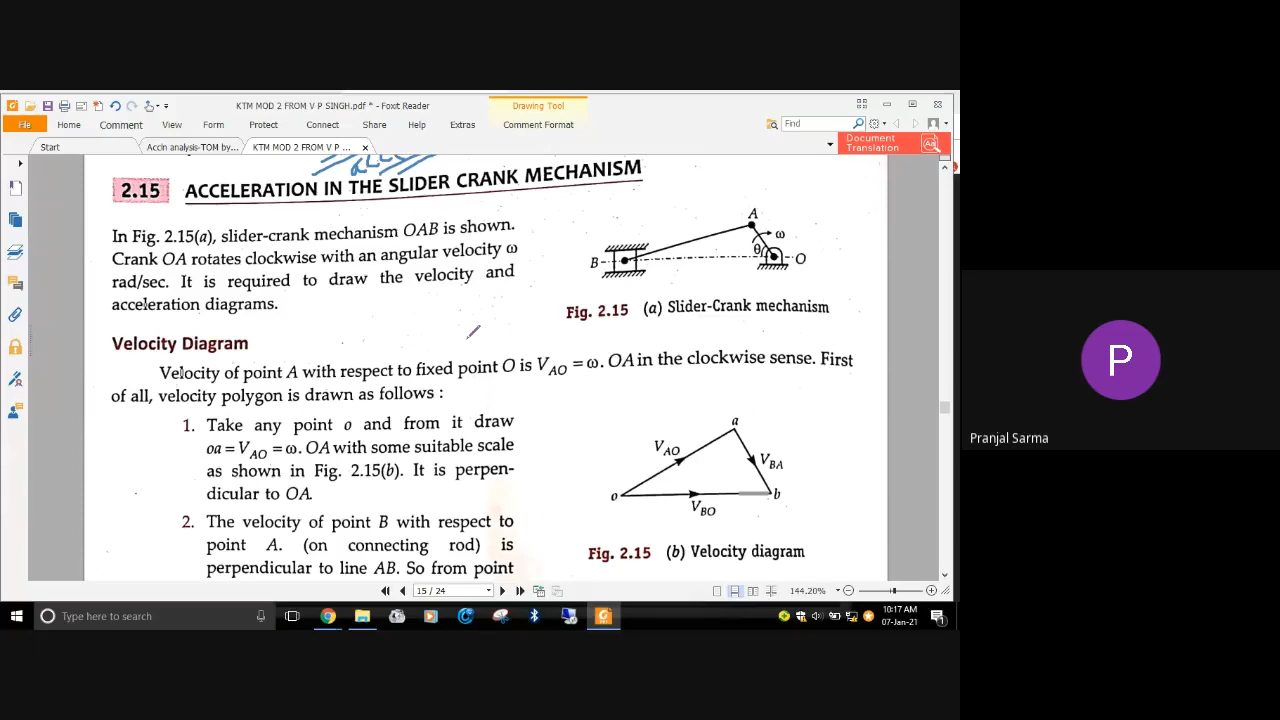 KTM MOD 2 FROM V P SINGH.pdf * - Foxit Reader
Drawing Tool
File
Home
Comment
View
Form
Protect
Connect
Share
Help
Extras
Comment Format
Find
Document
Translation
Start
Accln analysis-TOM by...
KTM MOD 2 FROM V P ...
2.15 ACCELERATION IN THE SLIDER CRANK MECHANISM
In Fig. 2.15(a), slider-crank mechanism OAB is shown.
Crank OA rotates clockwise with an angular velocity ω
rad/sec. It is required to draw the velocity and
acceleration diagrams.
A
ω
θ
B
O
Fig. 2.15 (a) Slider-Crank mechanism
Velocity Diagram
Velocity of point A with respect to fixed point O is V_AO = ω. OA in the clockwise sense. First
of all, velocity polygon is drawn as follows :
1. Take any point o and from it draw
oa = V_AO = ω. OA with some suitable scale
as shown in Fig. 2.15(b). It is perpen-
dicular to OA.
2. The velocity of point B with respect to
point A. (on connecting rod) is
perpendicular to line AB. So from point
a
V_AO
V_BA
o
b
V_BO
Fig. 2.15 (b) Velocity diagram
15 / 24
144.20%
Type here to search
10:17 AM
07-Jan-21
P
Pranjal Sarma